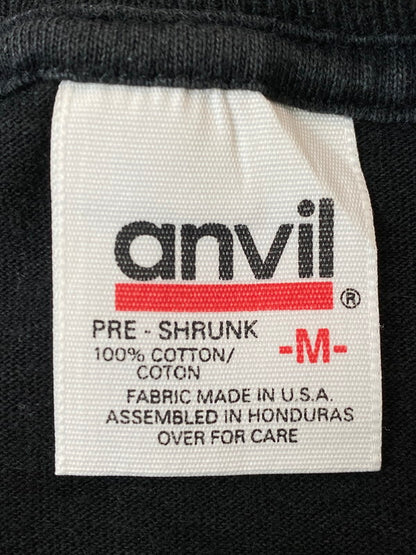 anvil
®
PRE - SHRUNK
100% COTTON/
COTON
-M-
FABRIC MADE IN U.S.A.
ASSEMBLED IN HONDURAS
OVER FOR CARE